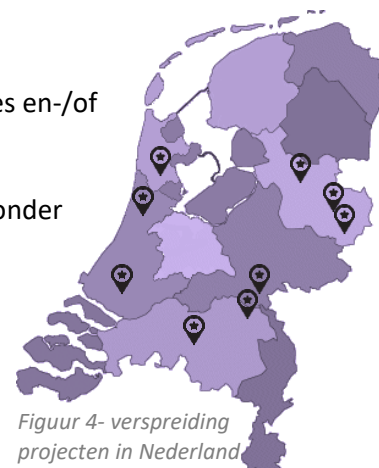 es en-/of
onder
Figuur 4- verspreiding
projecten in Nederland